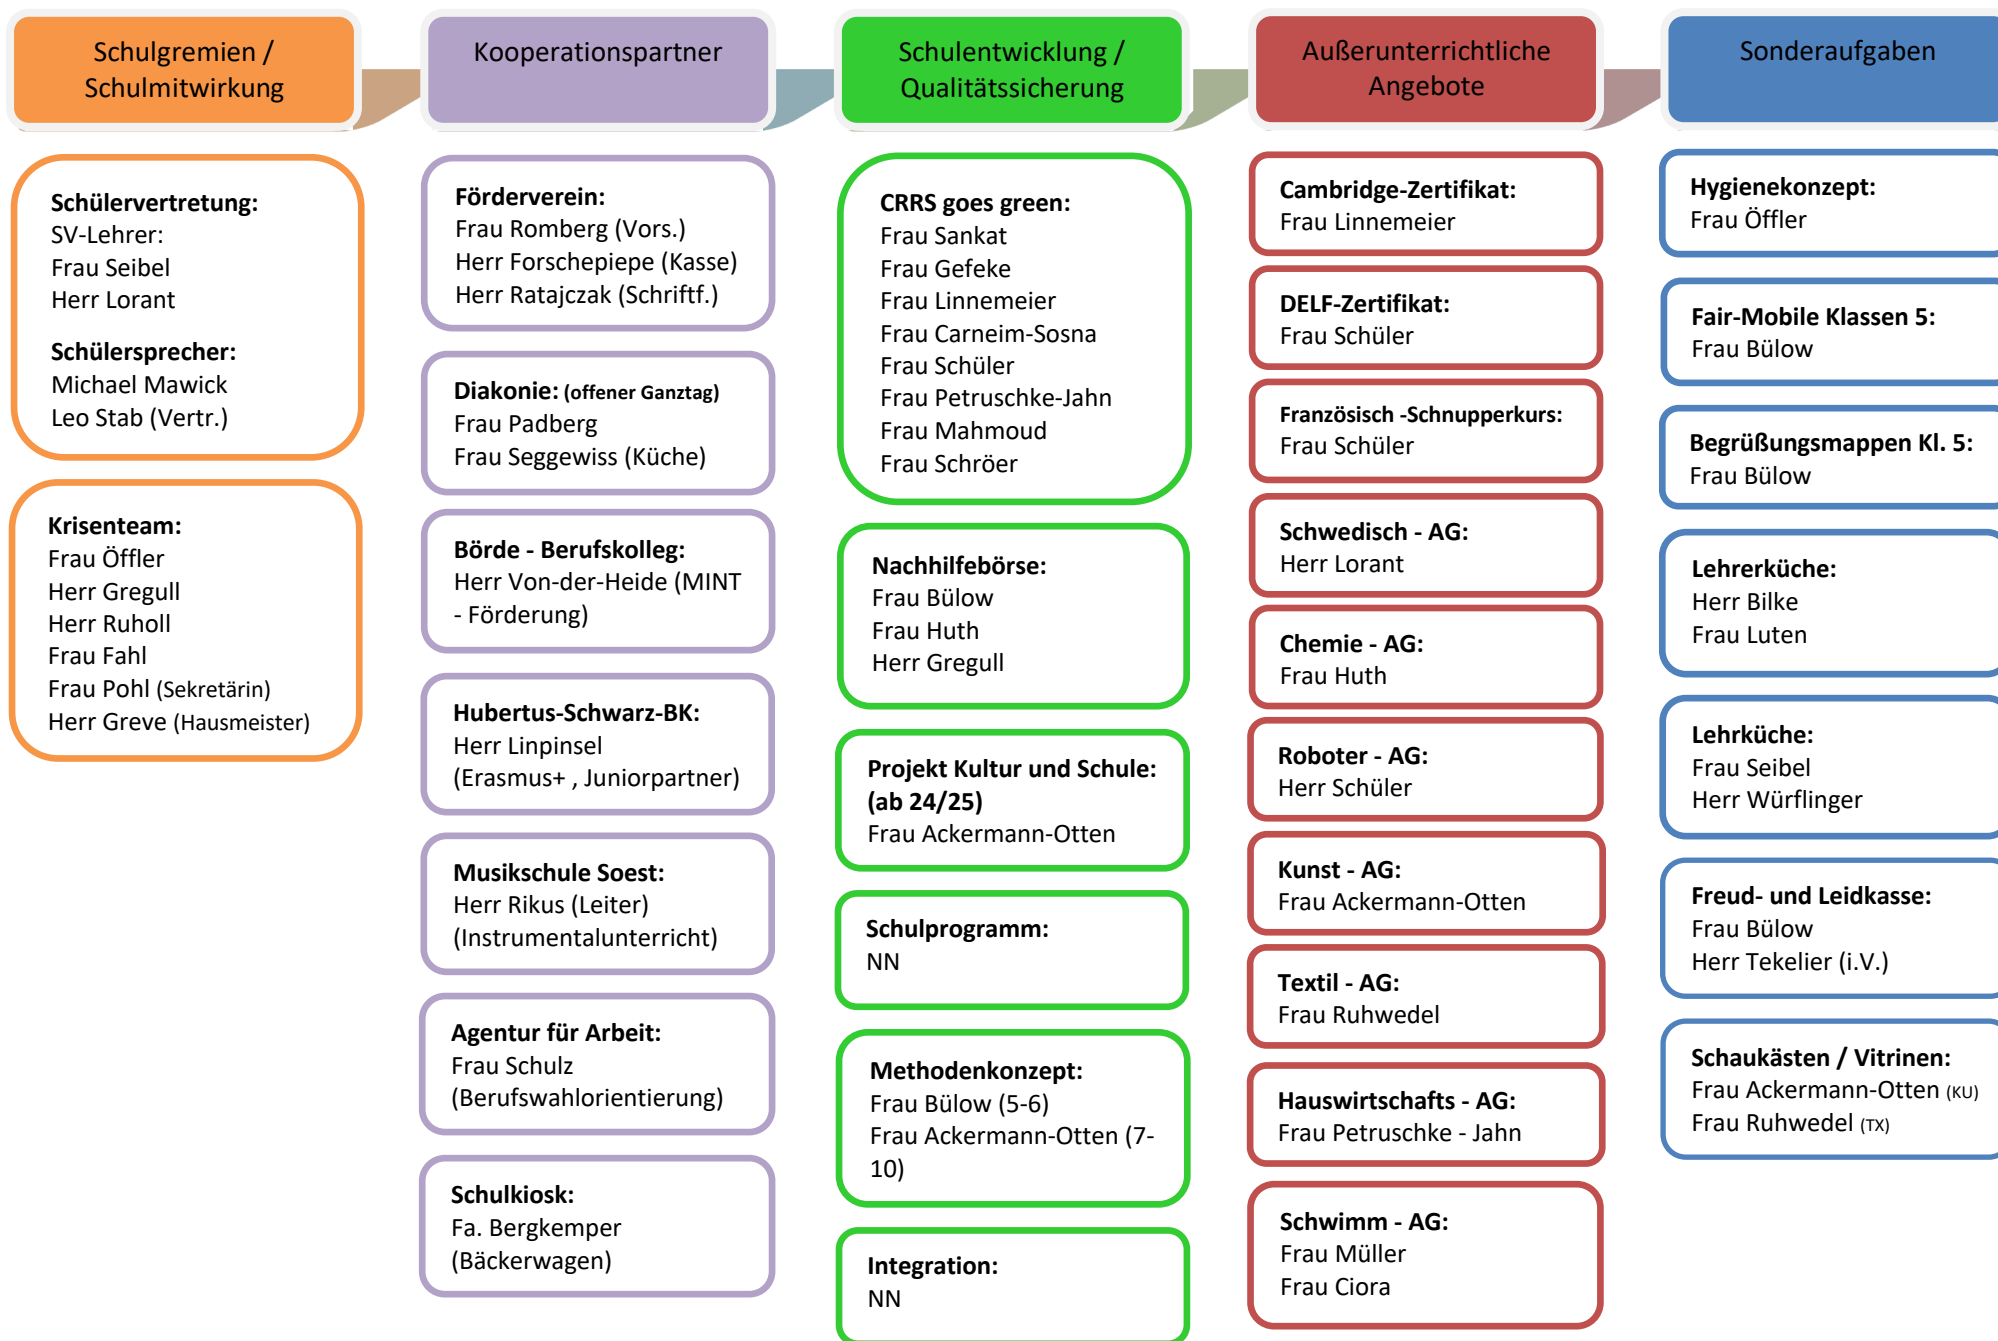 Schulgremien /
Schulmitwirkung
Schülervertretung:
SV-Lehrer:
Frau Seibel
Herr Lorant
Schülersprecher:
Michael Mawick
Leo Stab (Vertr.)
Krisenteam:
Frau Öffler
Herr Gregull
Herr Ruholl
Frau Fahl
Frau Pohl (Sekretärin)
Herr Greve (Hausmeister)
Kooperationspartner
Förderverein:
Frau Romberg (Vors.)
Herr Forschepiepe (Kasse)
Herr Ratajczak (Schriftf.)
Diakonie: (offener Ganztag)
Frau Padberg
Frau Seggewiss (Küche)
Börde - Berufskolleg:
Herr Von-der-Heide (MINT
- Förderung)
Hubertus-Schwarz-BK:
Herr Linpinsel
(Erasmus+ , Juniorpartner)
Musikschule Soest:
Herr Rikus (Leiter)
(Instrumentalunterricht)
Agentur für Arbeit:
Frau Schulz
(Berufswahlorientierung)
Schulkiosk:
Fa. Bergkemper
(Bäckerwagen)
Schulentwicklung /
Qualitätssicherung
CRRS goes green:
Frau Sankat
Frau Gefeke
Frau Linnemeier
Frau Carneim-Sosna
Frau Schüler
Frau Petruschke-Jahn
Frau Mahmoud
Frau Schröer
Nachhilfebörse:
Frau Bülow
Frau Huth
Herr Gregull
Projekt Kultur und Schule:
(ab 24/25)
Frau Ackermann-Otten
Schulprogramm:
NN
Methodenkonzept:
Frau Bülow (5-6)
Frau Ackermann-Otten (7-
10)
Integration:
NN
Außerunterrichtliche
Angebote
Cambridge-Zertifikat:
Frau Linnemeier
DELF-Zertifikat:
Frau Schüler
Französisch -Schnupperkurs:
Frau Schüler
Schwedisch - AG:
Herr Lorant
Chemie - AG:
Frau Huth
Roboter - AG:
Herr Schüler
Kunst - AG:
Frau Ackermann-Otten
Textil - AG:
Frau Ruhwedel
Hauswirtschafts - AG:
Frau Petruschke - Jahn
Schwimm - AG:
Frau Müller
Frau Ciora
Sonderaufgaben
Hygienekonzept:
Frau Öffler
Fair-Mobile Klassen 5:
Frau Bülow
Begrüßungsmappen Kl. 5:
Frau Bülow
Lehrerküche:
Herr Bilke
Frau Luten
Lehrküche:
Frau Seibel
Herr Würflinger
Freud- und Leidkasse:
Frau Bülow
Herr Tekelier (i.V.)
Schaukästen / Vitrinen:
Frau Ackermann-Otten (KU)
Frau Ruhwedel (TX)